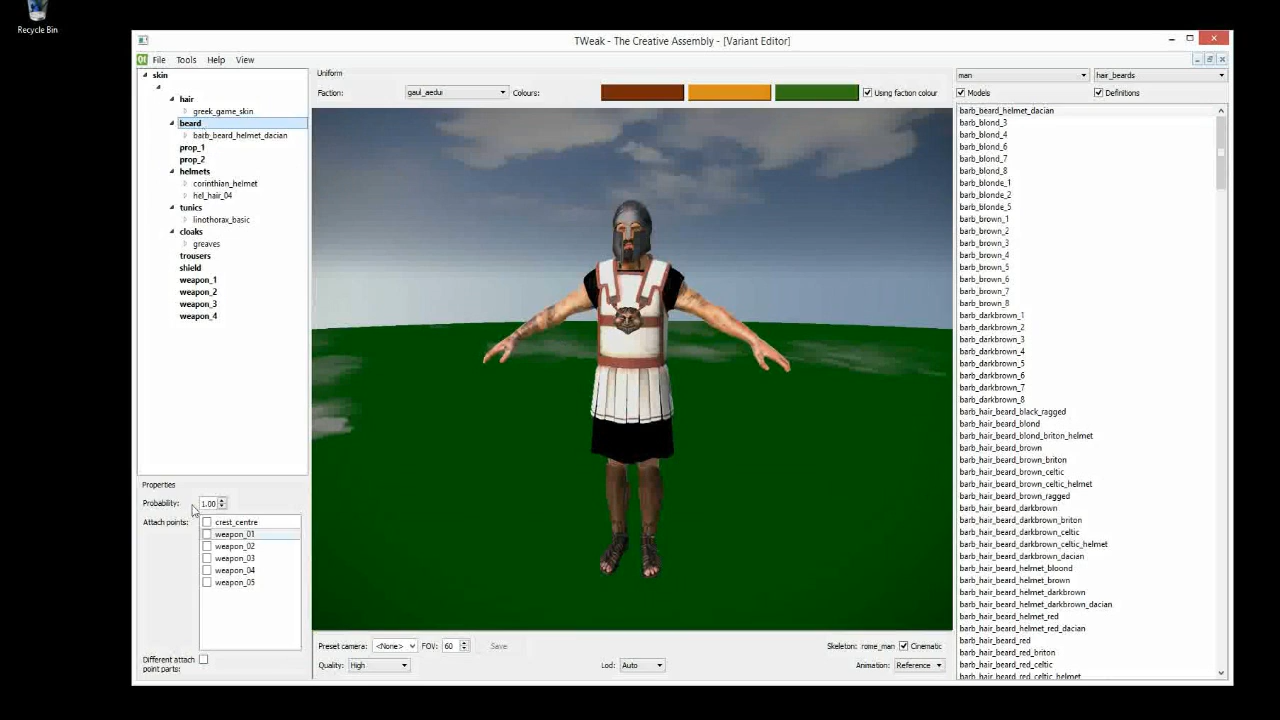 Recycle Bin
TWeak - The Creative Assembly - [Variant Editor]
File Tools Help View
skin
hair
greek_game_skin
beard
barb_beard_helmet_dacian
prop_1
prop_2
helmets
corinthian_helmet
hel_hair_04
tunics
linothorax_basic
cloaks
greaves
trousers
shield
weapon_1
weapon_2
weapon_3
weapon_4
Properties
Probability: 1.00
Attach points:
crest_centre
weapon_01
weapon_02
weapon_03
weapon_04
weapon_05
Different attach
point parts:
Uniform
Faction: gaul_aedui Colours: Using faction colour
Preset camera: <None> FOV: 60 Save
Skeleton: rome_man Cinematic
Quality: High Lod: Auto Animation: Reference
man hair_beards
Models Definitions
barb_beard_helmet_dacian
barb_blond_3
barb_blond_4
barb_blond_6
barb_blond_7
barb_blond_8
barb_blonde_1
barb_blonde_2
barb_blonde_5
barb_brown_1
barb_brown_2
barb_brown_3
barb_brown_4
barb_brown_5
barb_brown_6
barb_brown_7
barb_brown_8
barb_darkbrown_1
barb_darkbrown_2
barb_darkbrown_3
barb_darkbrown_4
barb_darkbrown_5
barb_darkbrown_6
barb_darkbrown_7
barb_darkbrown_8
barb_hair_beard_black_ragged
barb_hair_beard_blond
barb_hair_beard_blond_briton_helmet
barb_hair_beard_brown
barb_hair_beard_brown_briton
barb_hair_beard_brown_celtic
barb_hair_beard_brown_celtic_helmet
barb_hair_beard_brown_ragged
barb_hair_beard_darkbrown
barb_hair_beard_darkbrown_briton
barb_hair_beard_darkbrown_celtic
barb_hair_beard_darkbrown_celtic_helmet
barb_hair_beard_darkbrown_dacian
barb_hair_beard_helmet_bloond
barb_hair_beard_helmet_brown
barb_hair_beard_helmet_darkbrown
barb_hair_beard_helmet_darkbrown_dacian
barb_hair_beard_helmet_red
barb_hair_beard_helmet_red_dacian
barb_hair_beard_red
barb_hair_beard_red_briton
barb_hair_beard_red_celtic
barb_hair_beard_red_celtic_helmet